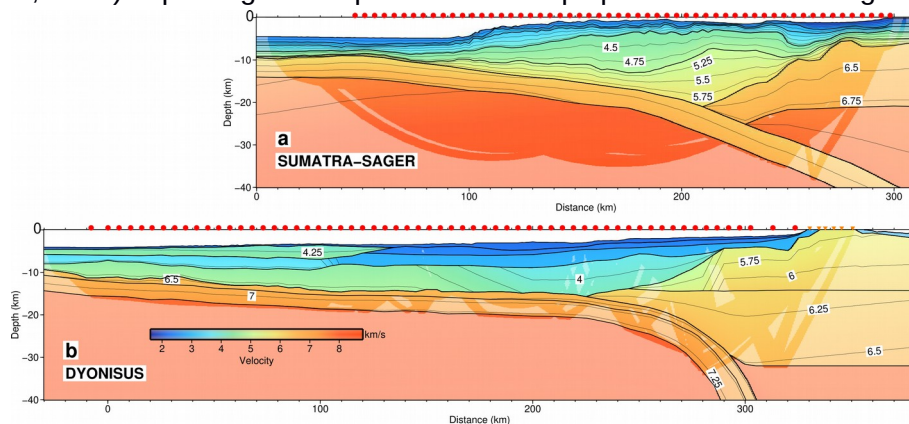 0
−10
−20
−30
−40
Depth (km)
4.5
4.75
5.25
5.5
5.75
6.5
6.75
a
SUMATRA−SAGER
0 100 200 300
Distance (km)
0
−10
−20
−30
−40
Depth (km)
4.25
6.5
7
4
5.75
6
6.25
6.5
7.25
km/s
2 3 4 5 6 7 8
Velocity
b
DYONISUS
0 100 200 300
Distance (km)